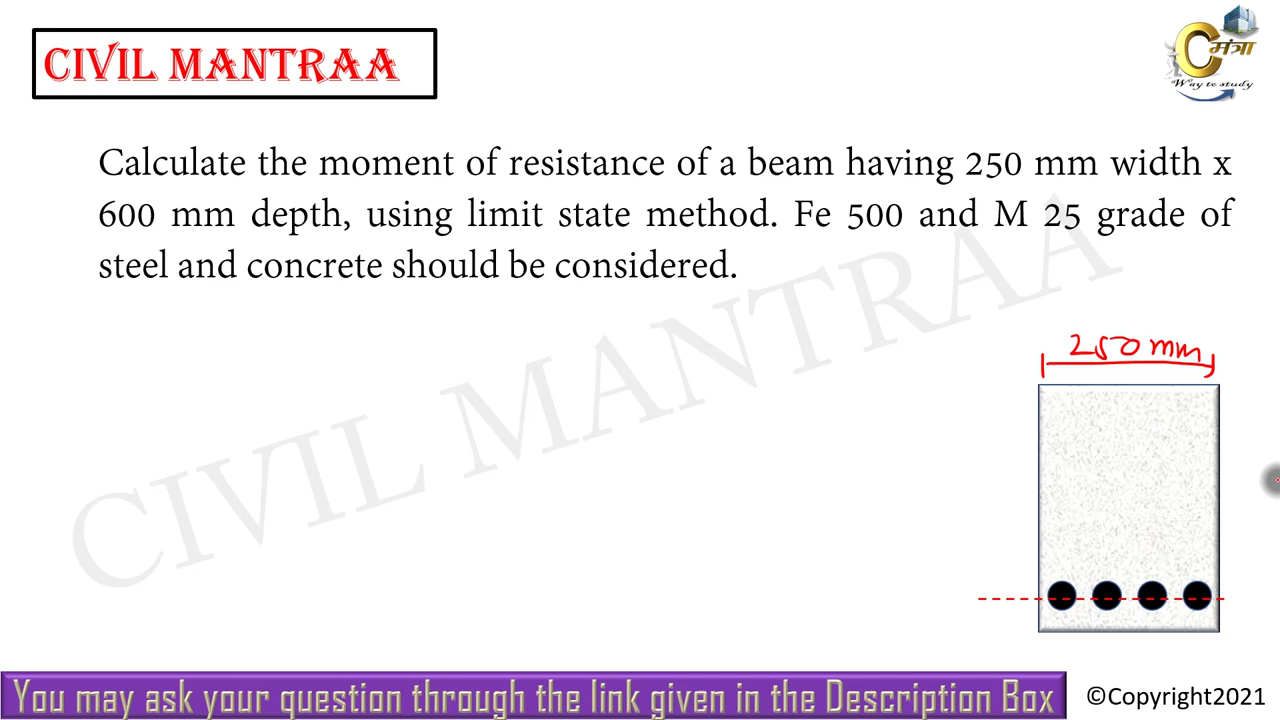 CIVIL MANTRAA
C मंत्रा
Way to study
Calculate the moment of resistance of a beam having 250 mm width x
600 mm depth, using limit state method. Fe 500 and M 25 grade of
steel and concrete should be considered.
CIVIL MANTRAA
250 mm
You may ask your question through the link given in the Description Box
©Copyright2021